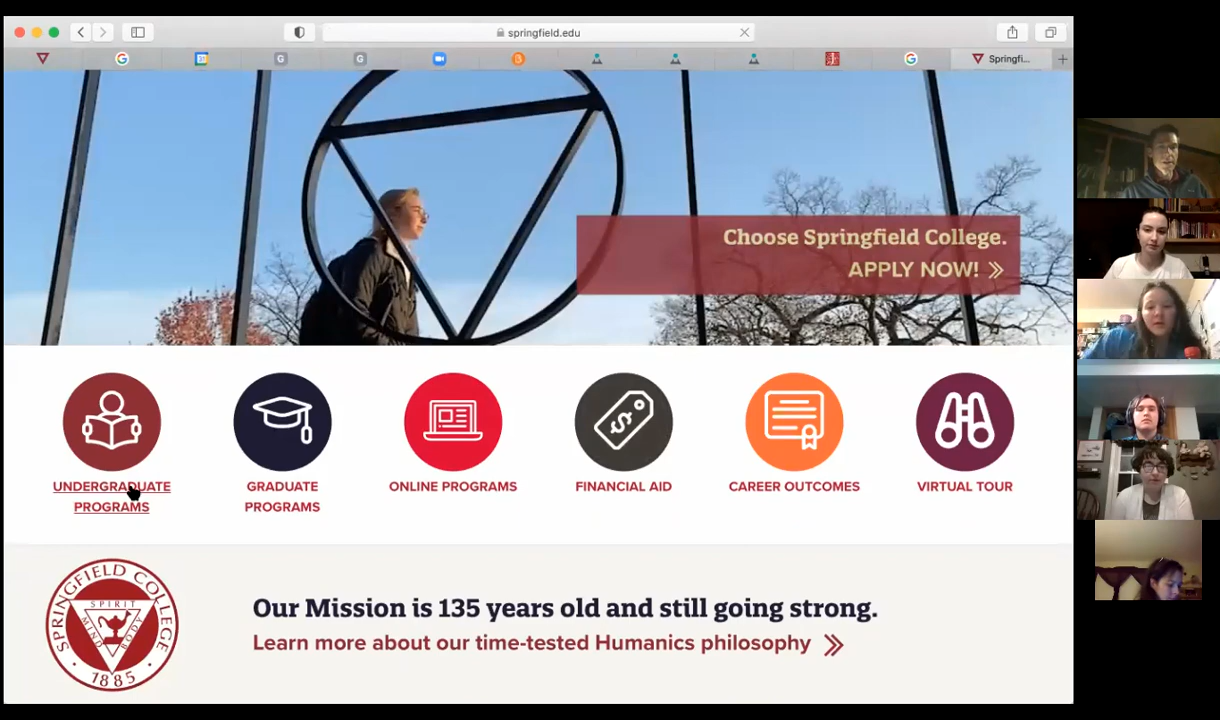 springfield.edu
Springfi...
Choose Springfield College.
APPLY NOW!
UNDERGRADUATE
PROGRAMS
GRADUATE
PROGRAMS
ONLINE PROGRAMS
FINANCIAL AID
CAREER OUTCOMES
VIRTUAL TOUR
SPRINGFIELD COLLEGE
SPIRIT
MIND
BODY
1885
Our Mission is 135 years old and still going strong.
Learn more about our time-tested Humanics philosophy